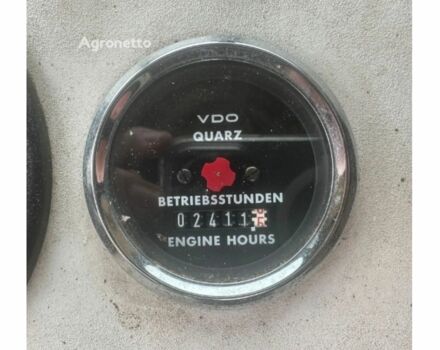 Agronetto
VDO
QUARZ
BETRIEBSSTUNDEN
02411
ENGINE HOURS